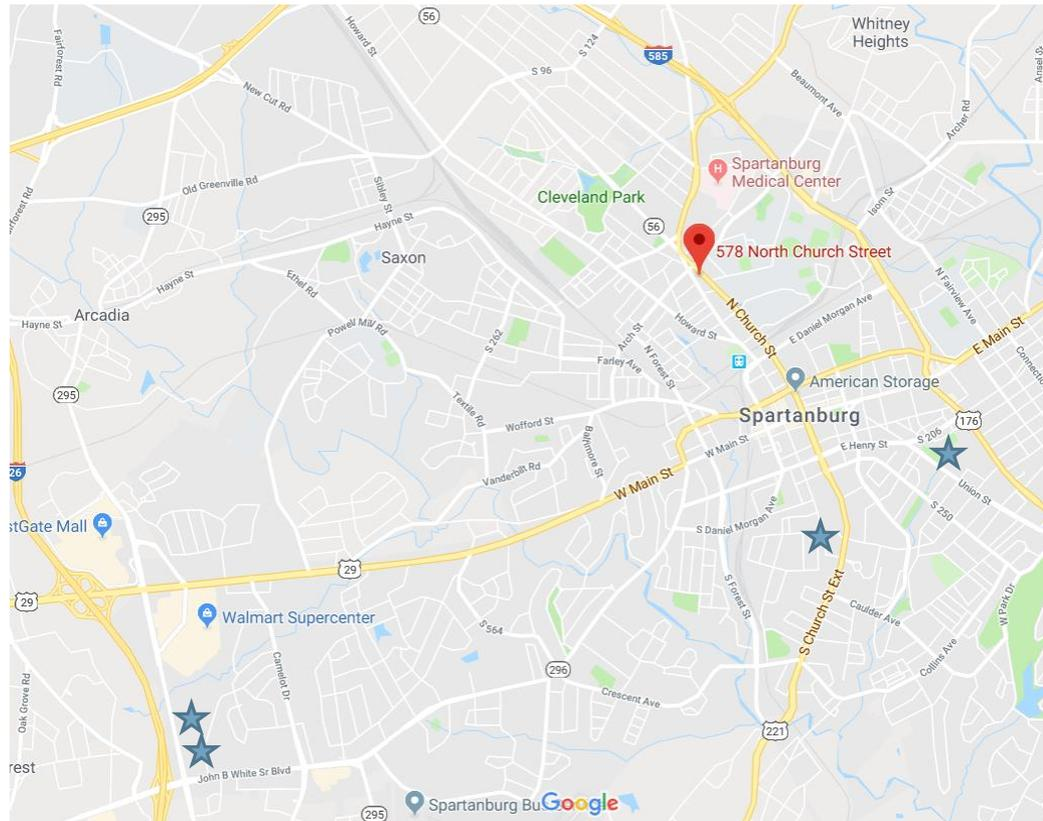 56
Whitney
Heights
585
Howard St
S 124
Fairforest Rd
S 96
New Cut Rd
Beaumont Ave
Archer Rd
Spartanburg
Medical Center
H
Old Greenville Rd
Sibley St
Cleveland Park
Isom St
295
Hayne St
56
578 North Church Street
Saxon
Hayne St
Ethel Rd
N Fairview Ave
Arcadia
Hayne St
Powell Mill Rd
S 262
Arch St
Howard St
N Church St
E Daniel Morgan Ave
E Main St
Farley Ave
N Forest St
295
American Storage
Textile Rd
Spartanburg
Wofford St
Baltimore St
W Main St
E Henry St
S 206
176
26
Vanderbilt Rd
W Main St
Union St
S 250
stGate Mall
S Daniel Morgan Ave
29
29
S Forest St
S Church St Ext
W Park Dr
Walmart Supercenter
S 564
Caulder Ave
Camelot Dr
Collins Ave
296
Crescent Ave
Oak Grove Rd
221
rest
John B White Sr Blvd
295
Spartanburg Bu
Google